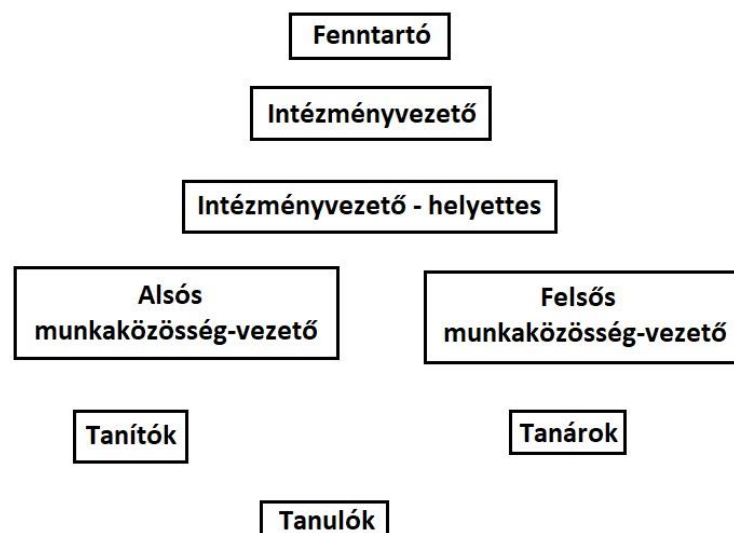 Fenntartó
Intézményvezető
Intézményvezető - helyettes
Alsós
munkaközösség-vezető
Felsős
munkaközösség-vezető
Tanítók
Tanárok
Tanulók